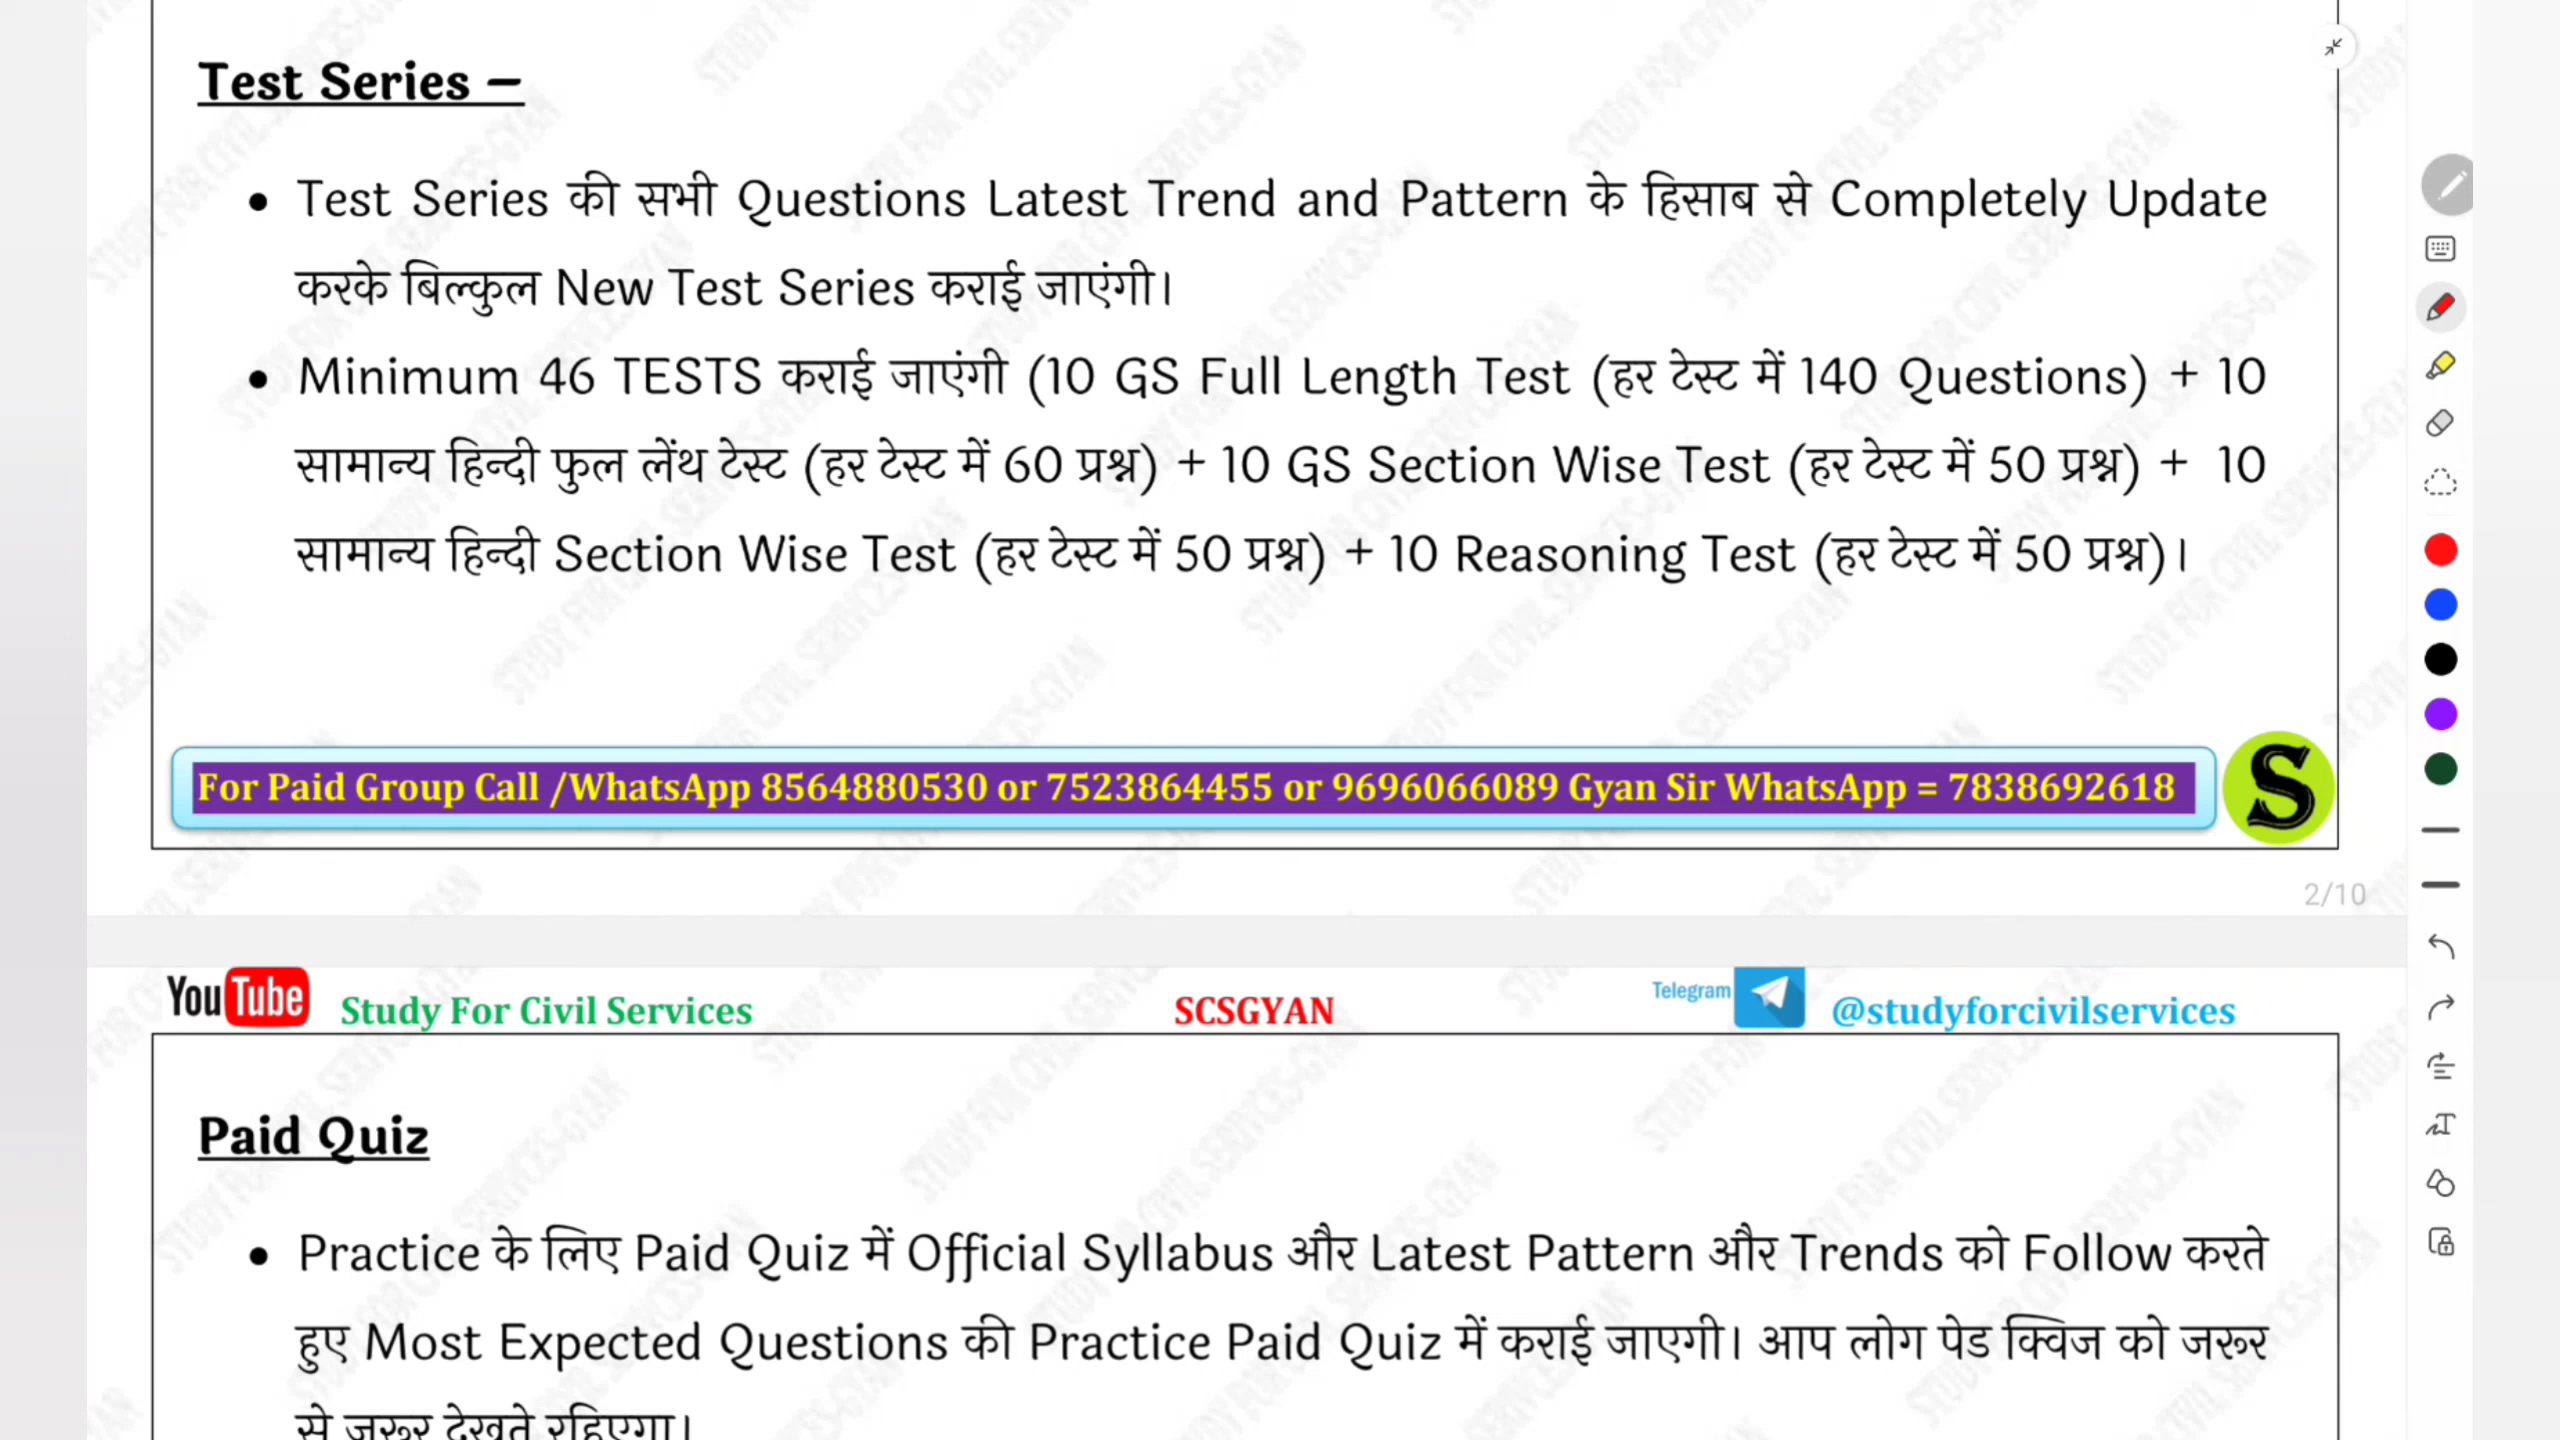 Test Series –
• Test Series की सभी Questions Latest Trend and Pattern के हिसाब से Completely Update
करके बिल्कुल New Test Series कराई जाएंगी।
• Minimum 46 TESTS कराई जाएंगी (10 GS Full Length Test (हर टेस्ट में 140 Questions) + 10
सामान्य हिन्दी फुल लेंथ टेस्ट (हर टेस्ट में 60 प्रश्न) + 10 GS Section Wise Test (हर टेस्ट में 50 प्रश्न) + 10
सामान्य हिन्दी Section Wise Test (हर टेस्ट में 50 प्रश्न) + 10 Reasoning Test (हर टेस्ट में 50 प्रश्न)।
For Paid Group Call /WhatsApp 8564880530 or 7523864455 or 9696066089 Gyan Sir WhatsApp = 7838692618
S
2/10
YouTube Study For Civil Services SCSGYAN Telegram @studyforcivilservices
Paid Quiz
• Practice के लिए Paid Quiz में Official Syllabus और Latest Pattern और Trends को Follow करते
हुए Most Expected Questions की Practice Paid Quiz में कराई जाएगी। आप लोग पेड क्विज को जरूर
से जरूर देखते रहिएगा।
STUDY FOR CIVIL SERVICES-GYAN